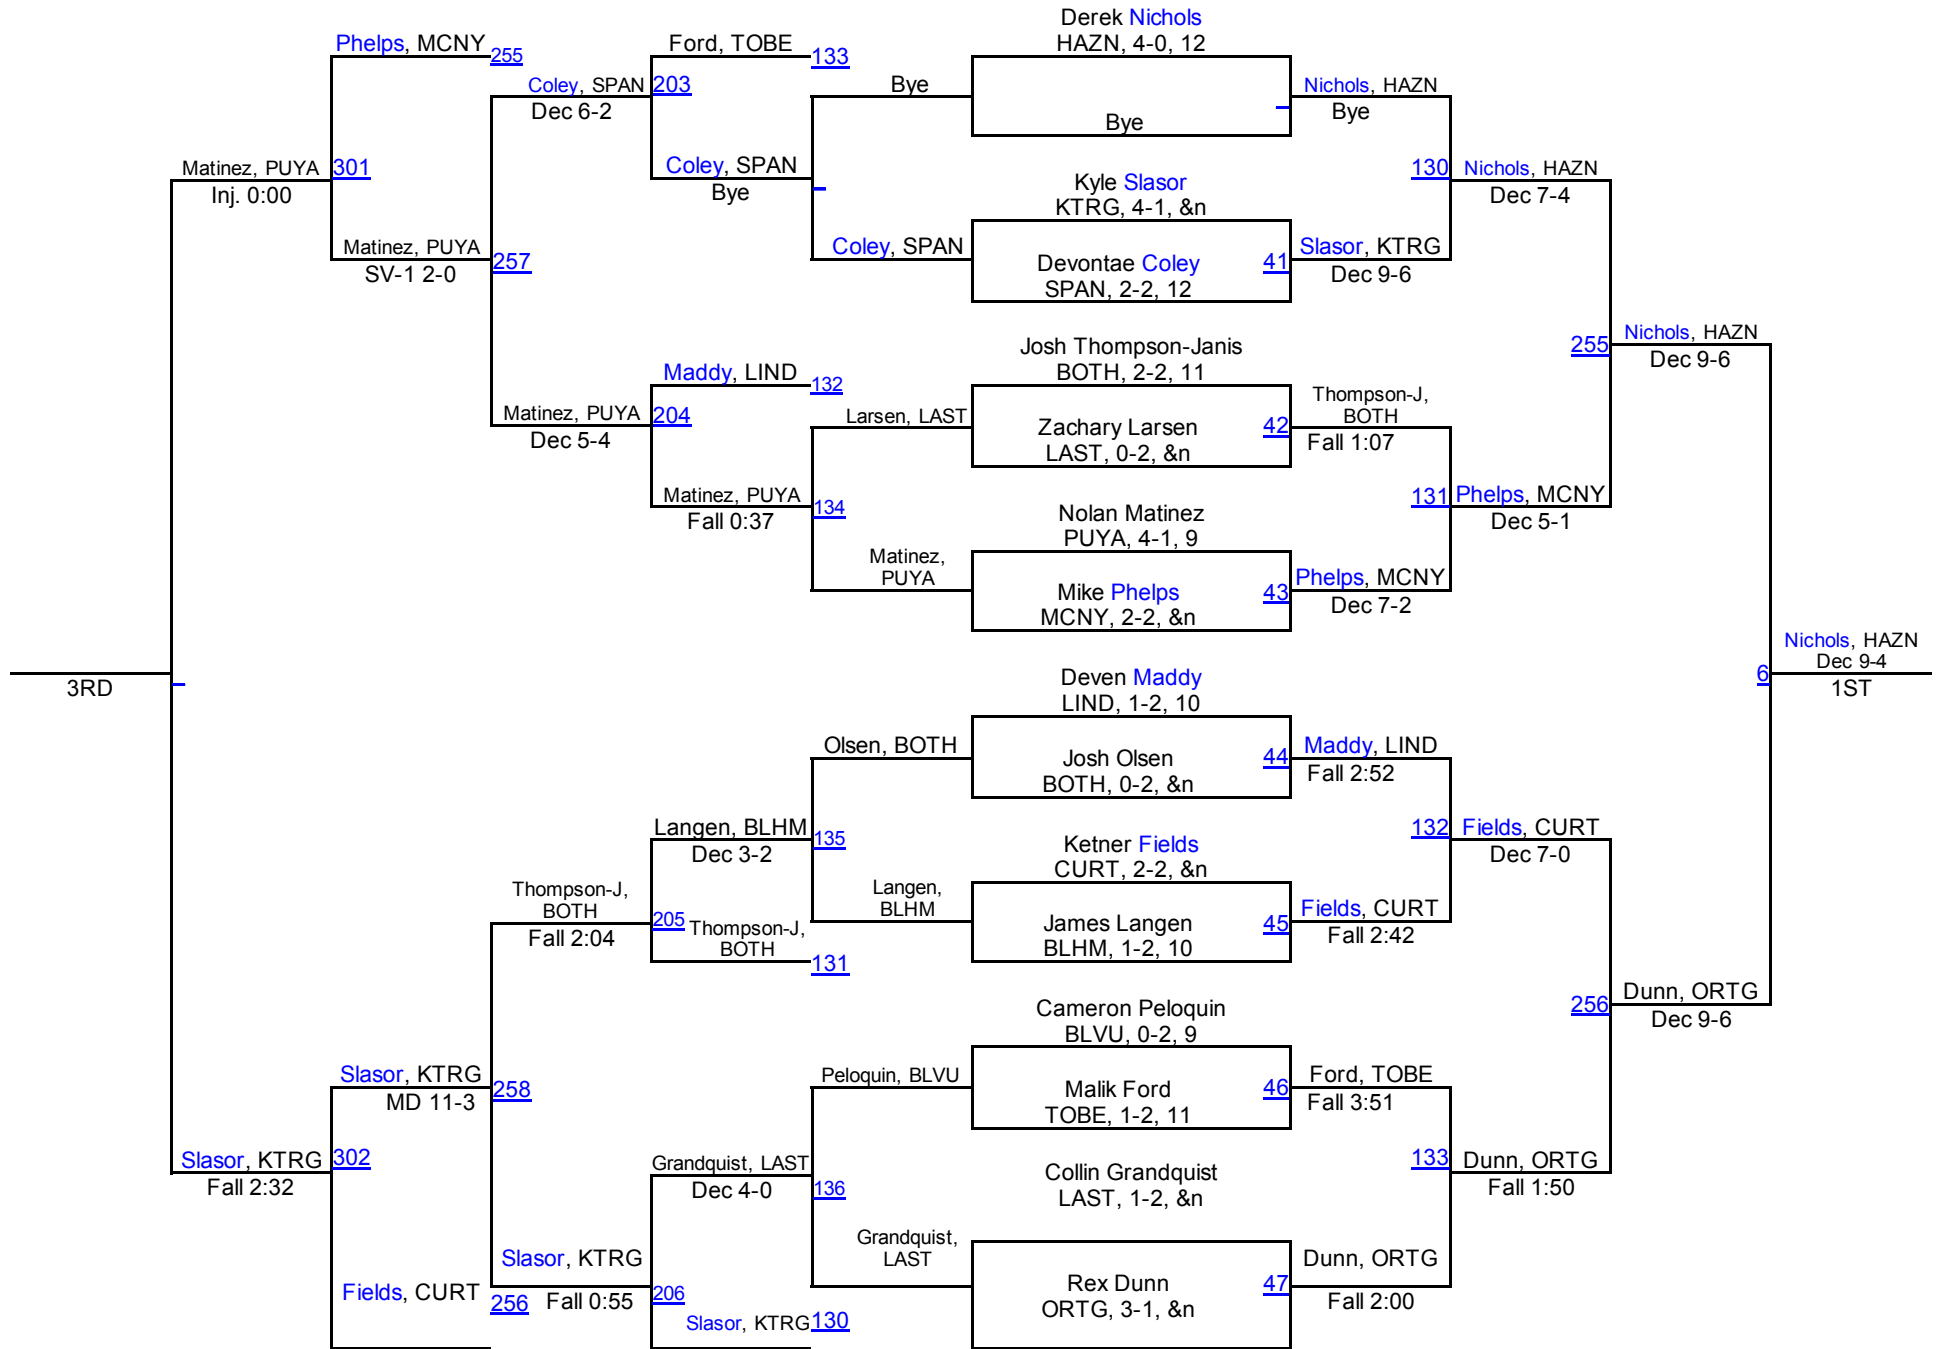 Derek Nichols
HAZN, 4-0, 12
Phelps, MCNY
255
Ford, TOBE
133
Coley, SPAN
203
Dec 6-2
Bye
Nichols, HAZN
Bye
Bye
Matinez, PUYA
301
Inj. 0:00
Coley, SPAN
Bye
Kyle Slasor
KTRG, 4-1, &n
130
Nichols, HAZN
Dec 7-4
Matinez, PUYA
SV-1 2-0
257
Coley, SPAN
Devontae Coley
SPAN, 2-2, 12
41
Slasor, KTRG
Dec 9-6
Josh Thompson-Janis
BOTH, 2-2, 11
255
Nichols, HAZN
Dec 9-6
Maddy, LIND
132
Matinez, PUYA
204
Dec 5-4
Larsen, LAST
Zachary Larsen
LAST, 0-2, &n
42
Thompson-J,
BOTH
Fall 1:07
Matinez, PUYA
Fall 0:37
134
Nolan Matinez
PUYA, 4-1, 9
131
Phelps, MCNY
Dec 5-1
Matinez,
PUYA
Mike Phelps
MCNY, 2-2, &n
43
Phelps, MCNY
Dec 7-2
3RD
Deven Maddy
LIND, 1-2, 10
6
Nichols, HAZN
Dec 9-4
1ST
Olsen, BOTH
Josh Olsen
BOTH, 0-2, &n
44
Maddy, LIND
Fall 2:52
Langen, BLHM
Dec 3-2
135
Ketner Fields
CURT, 2-2, &n
132
Fields, CURT
Dec 7-0
Thompson-J,
BOTH
Fall 2:04
205
Thompson-J,
BOTH
131
Langen,
BLHM
James Langen
BLHM, 1-2, 10
45
Fields, CURT
Fall 2:42
Cameron Peloquin
BLVU, 0-2, 9
256
Dunn, ORTG
Dec 9-6
Slasor, KTRG
MD 11-3
258
Peloquin, BLVU
Malik Ford
TOBE, 1-2, 11
46
Ford, TOBE
Fall 3:51
Slasor, KTRG
302
Fall 2:32
Grandquist, LAST
Dec 4-0
136
Collin Grandquist
LAST, 1-2, &n
133
Dunn, ORTG
Fall 1:50
Fields, CURT
256
Slasor, KTRG
Fall 0:55
206
Slasor, KTRG
130
Grandquist,
LAST
Rex Dunn
ORTG, 3-1, &n
47
Dunn, ORTG
Fall 2:00